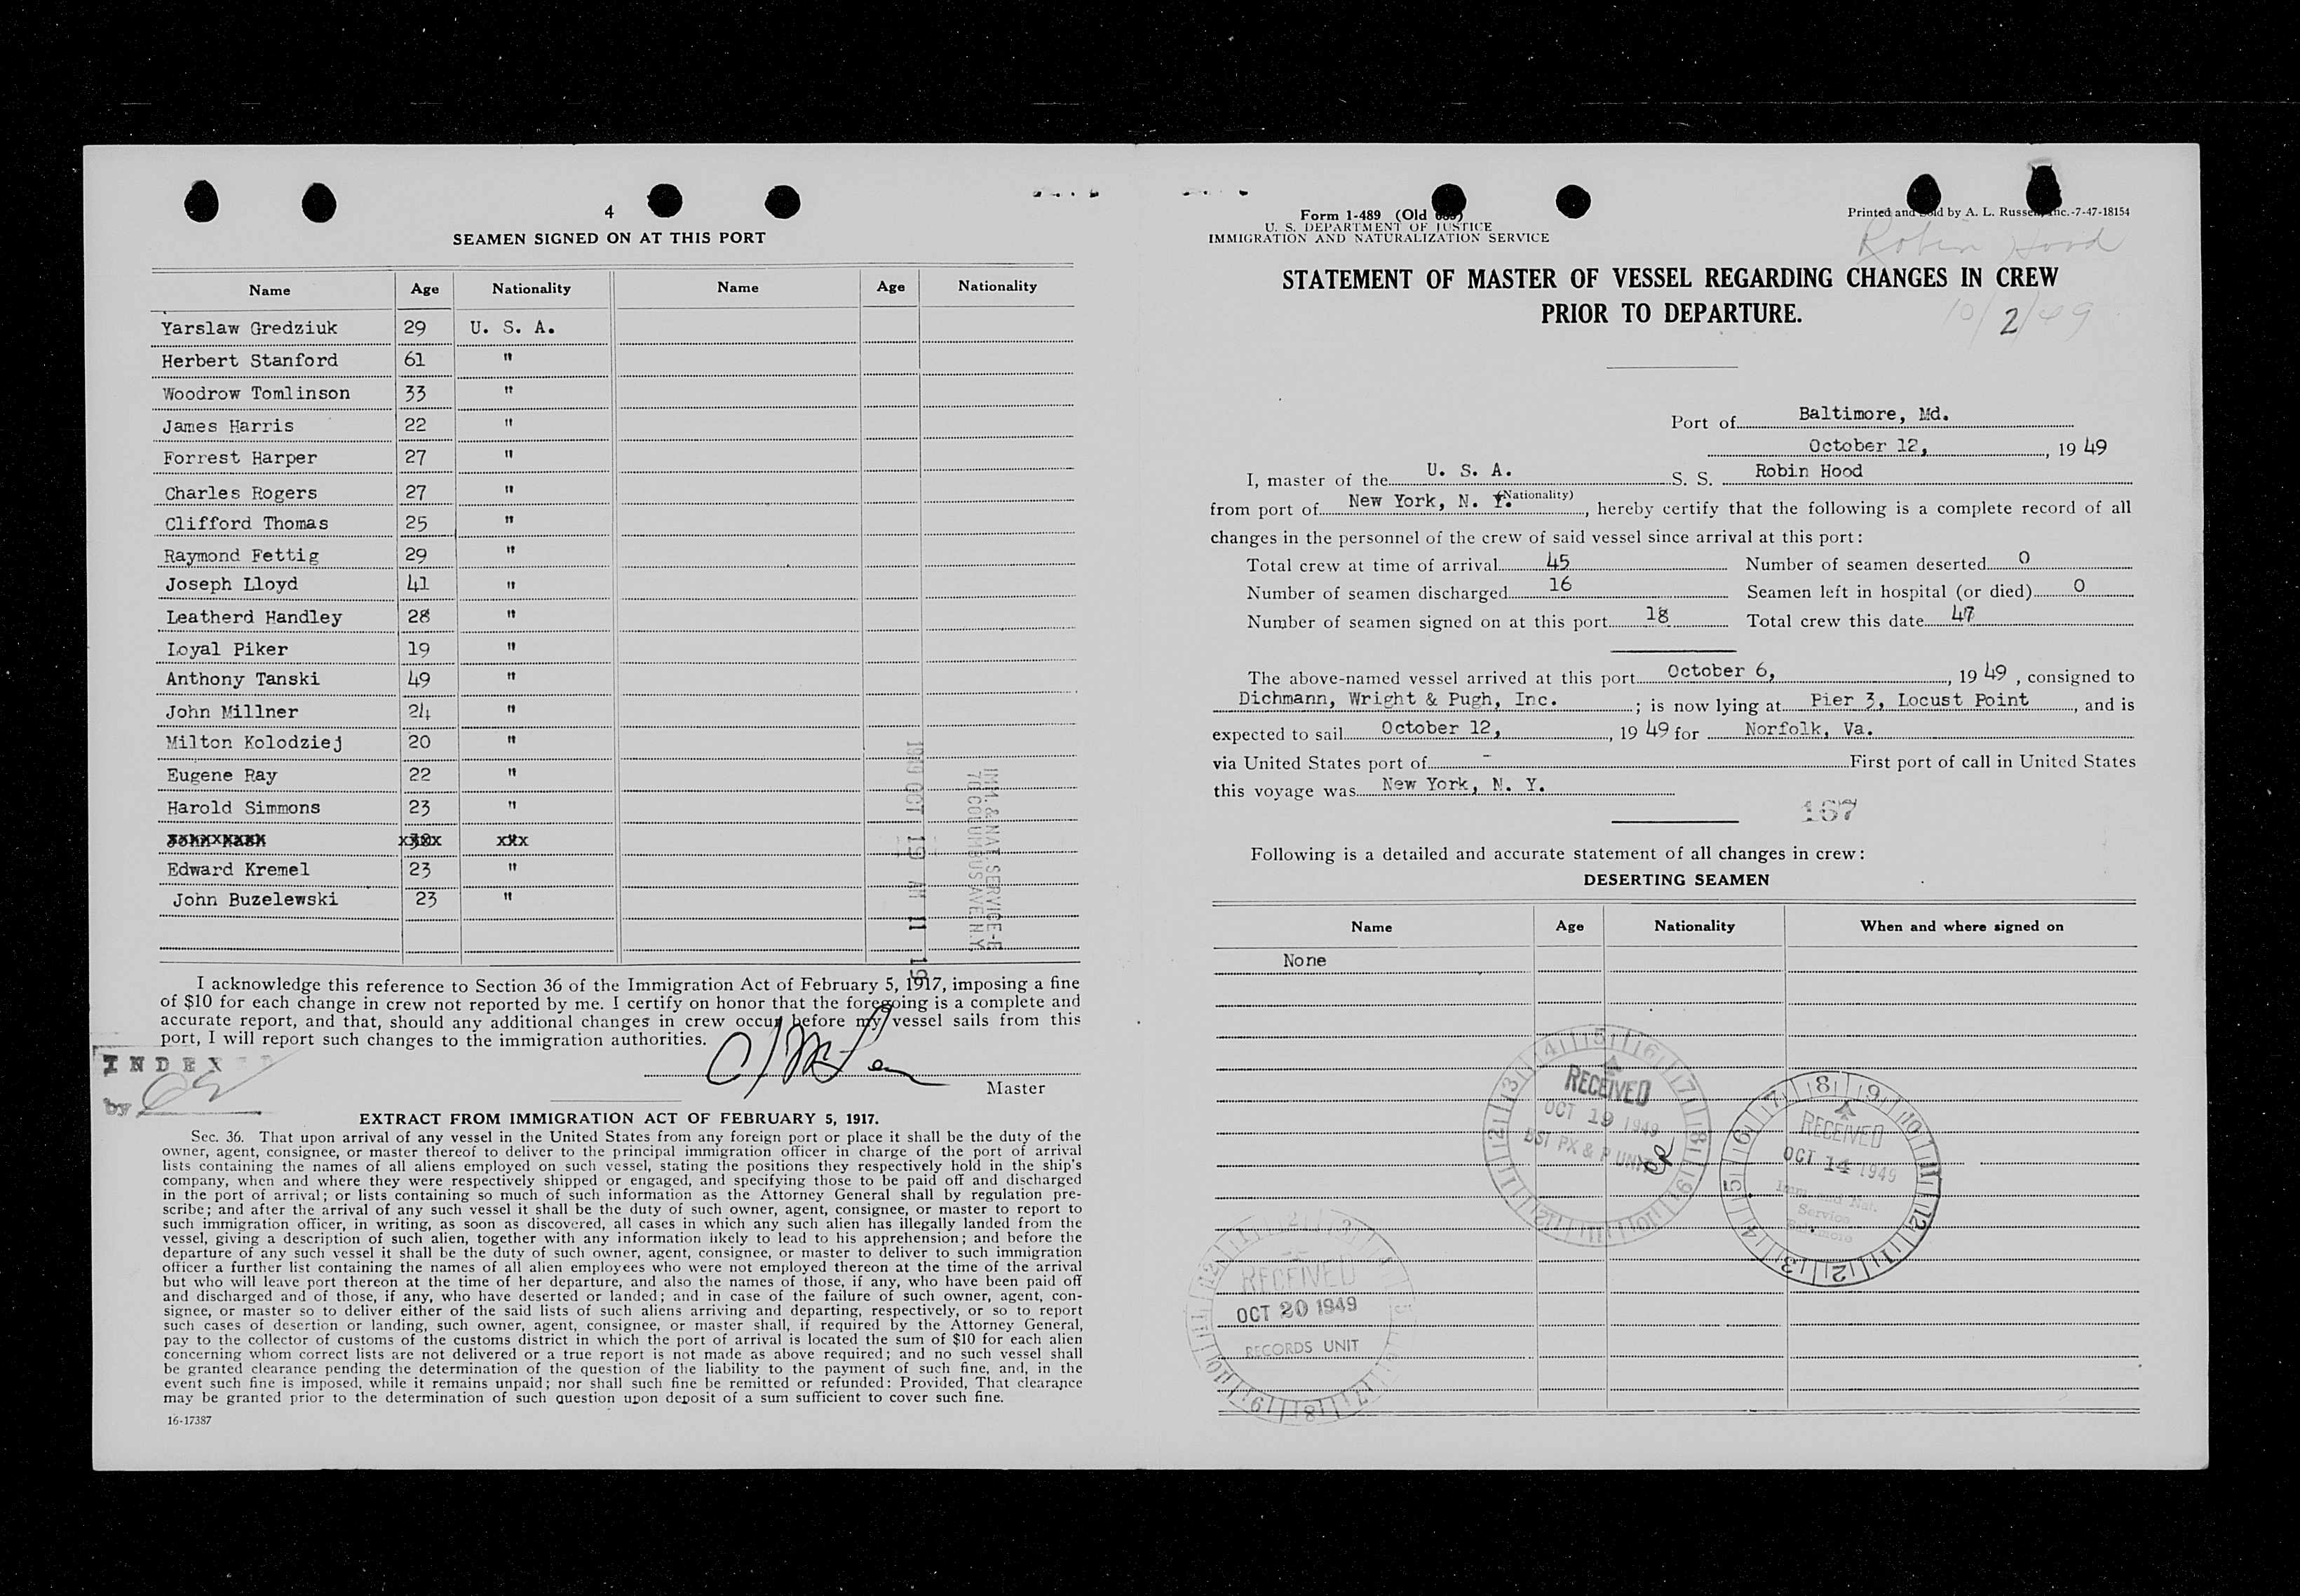 4
SEAMEN SIGNED ON AT THIS PORT
Name Age Nationality Name Age Nationality
Yarslaw Gredziuk 29 U. S. A.
Herbert Stanford 61 "
Woodrow Tomlinson 33 "
James Harris 22 "
Forrest Harper 27 "
Charles Rogers 27 "
Clifford Thomas 25 "
Raymond Fettig 29 "
Joseph Lloyd 41 "
Leatherd Handley 28 "
Loyal Piker 19 "
Anthony Tanski 49 "
John Millner 24 "
Milton Kolodziej 20 "
Eugene Ray 22 "
Harold Simmons 23 "
Edward Kremel 23 "
John Buzelewski 23 "
1949 OCT 19 AM 11 19
IMM. & NAT. SERVICE-E
70 COLUMBUS AVE N.Y.
I acknowledge this reference to Section 36 of the Immigration Act of February 5, 1917, imposing a fine
of $10 for each change in crew not reported by me. I certify on honor that the foregoing is a complete and
accurate report, and that, should any additional changes in crew occur before my vessel sails from this
port, I will report such changes to the immigration authorities.
INDEXED
by
Master
EXTRACT FROM IMMIGRATION ACT OF FEBRUARY 5, 1917.
Sec. 36. That upon arrival of any vessel in the United States from any foreign port or place it shall be the duty of the
owner, agent, consignee, or master thereof to deliver to the principal immigration officer in charge of the port of arrival
lists containing the names of all aliens employed on such vessel, stating the positions they respectively hold in the ship's
company, when and where they were respectively shipped or engaged, and specifying those to be paid off and discharged
in the port of arrival; or lists containing so much of such information as the Attorney General shall by regulation pre-
scribe; and after the arrival of any such vessel it shall be the duty of such owner, agent, consignee, or master to report to
such immigration officer, in writing, as soon as discovered, all cases in which any such alien has illegally landed from the
vessel, giving a description of such alien, together with any information likely to lead to his apprehension; and before the
departure of any such vessel it shall be the duty of such owner, agent, consignee, or master to deliver to such immigration
officer a further list containing the names of all alien employees who were not employed thereon at the time of the arrival
but who will leave port thereon at the time of her departure, and also the names of those, if any, who have been paid off
and discharged and of those, if any, who have deserted or landed; and in case of the failure of such owner, agent, con-
signee, or master so to deliver either of the said lists of such aliens arriving and departing, respectively, or so to report
such cases of desertion or landing, such owner, agent, consignee, or master shall, if required by the Attorney General,
pay to the collector of customs of the customs district in which the port of arrival is located the sum of $10 for each alien
concerning whom correct lists are not delivered or a true report is not made as above required; and no such vessel shall
be granted clearance pending the determination of the question of the liability to the payment of such fine, and, in the
event such fine is imposed, while it remains unpaid; nor shall such fine be remitted or refunded: Provided, That clearance
may be granted prior to the determination of such question upon deposit of a sum sufficient to cover such fine.
16-17387
Form 1-489 (Old
U. S. DEPARTMENT OF JUSTICE
IMMIGRATION AND NATURALIZATION SERVICE
Printed and Sold by A. L. Russell, Inc.-7-47-18154
Robin Hood
STATEMENT OF MASTER OF VESSEL REGARDING CHANGES IN CREW
PRIOR TO DEPARTURE.
10/2/49
Port of Baltimore, Md.
October 12, , 19 49
I, master of the U. S. A. S. S. Robin Hood
(Nationality)
from port of New York, N. Y. , hereby certify that the following is a complete record of all
changes in the personnel of the crew of said vessel since arrival at this port:
Total crew at time of arrival 45 Number of seamen deserted 0
Number of seamen discharged 16 Seamen left in hospital (or died) 0
Number of seamen signed on at this port 18 Total crew this date 47
The above-named vessel arrived at this port October 6, , 19 49 , consigned to
Dichmann, Wright & Pugh, Inc. ; is now lying at Pier 3, Locust Point , and is
expected to sail October 12, , 19 49 for Norfolk, Va.
via United States port of - First port of call in United States
this voyage was New York, N. Y.
167
Following is a detailed and accurate statement of all changes in crew:
DESERTING SEAMEN
Name Age Nationality When and where signed on
None
RECEIVED
OCT 19 1949
BSI PX & P UNIT
RECEIVED
OCT 14 1949
Imm. and Nat.
Service
Baltimore
RECEIVED
OCT 20 1949
RECORDS UNIT